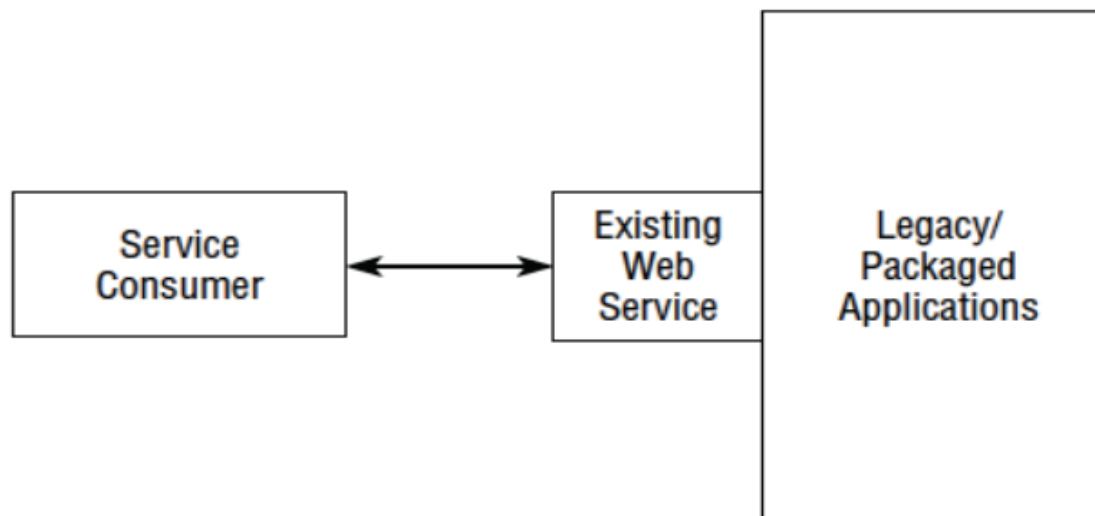 Service
Consumer
Existing
Web
Service
Legacy/
Packaged
Applications